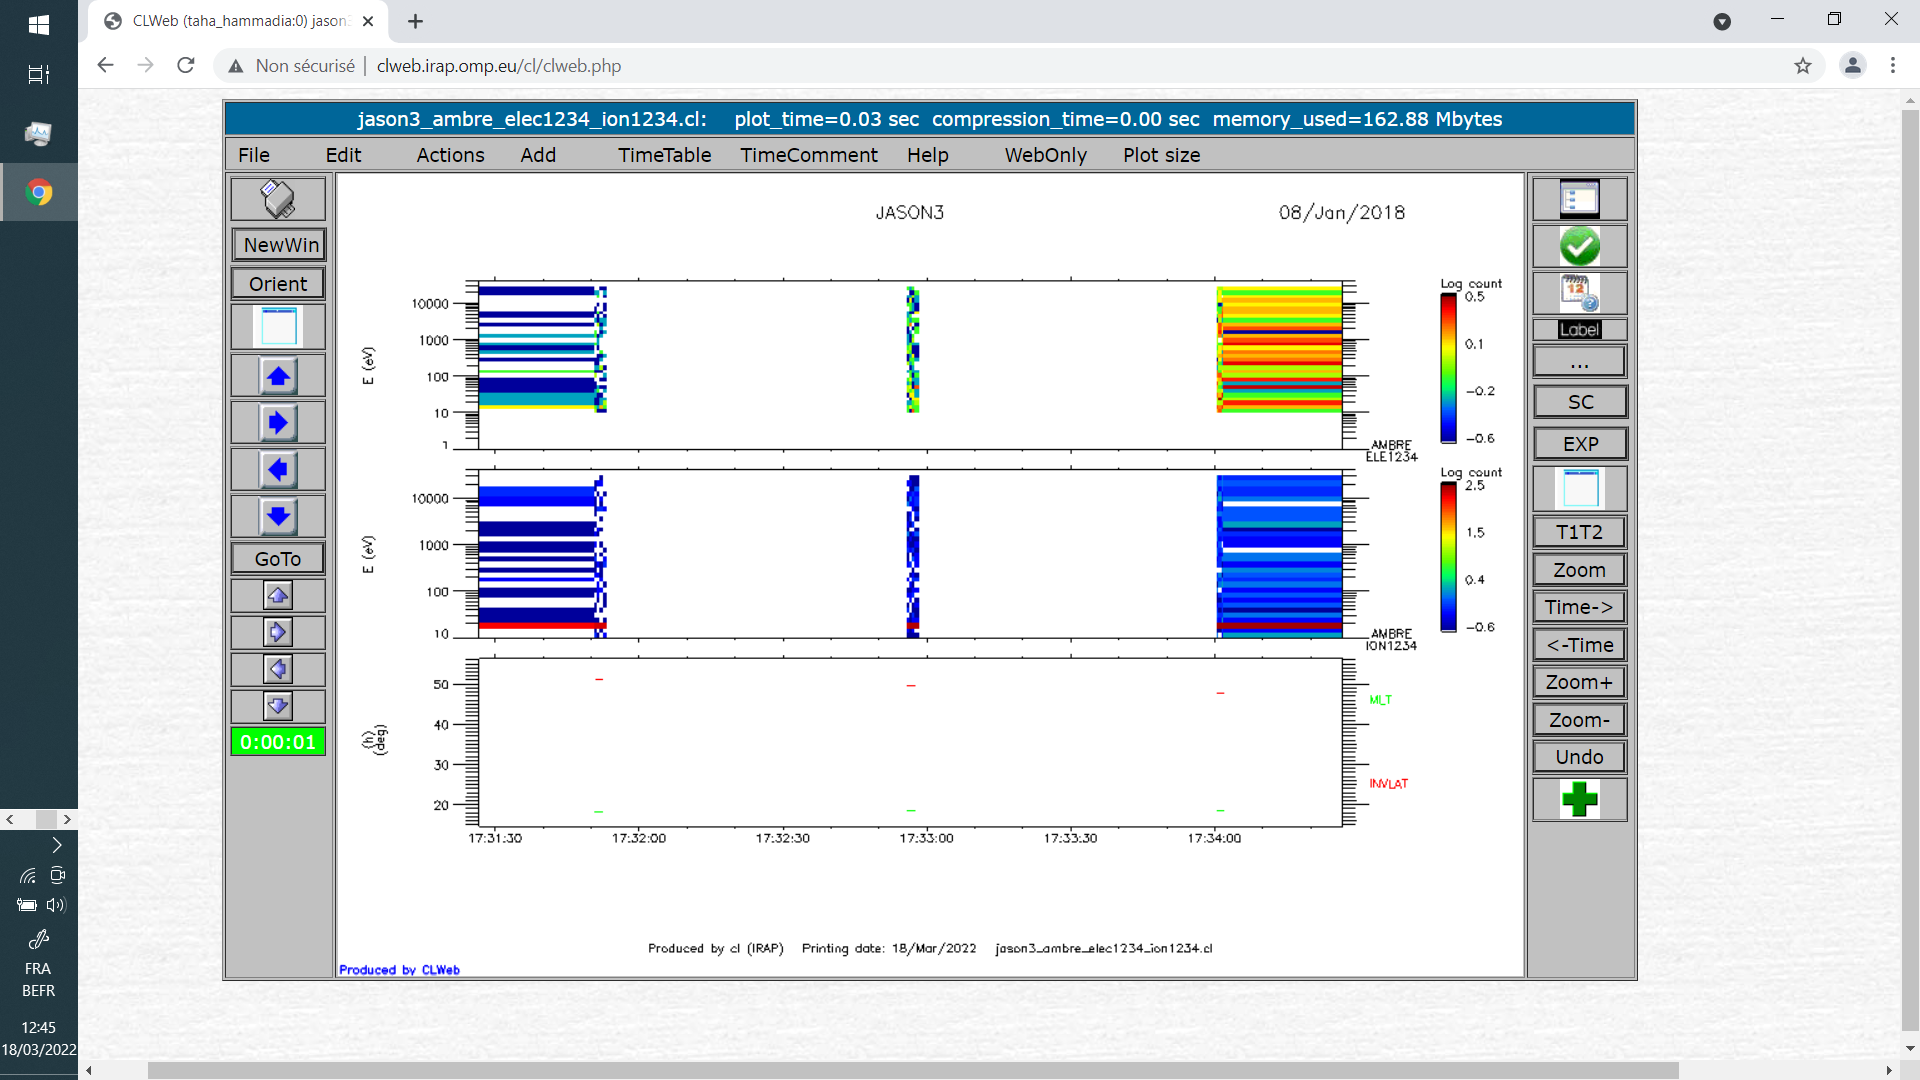 CLWeb (taha_hammadia:0) jason3
Non sécurisé | clweb.irap.omp.eu/cl/clweb.php
jason3_ambre_elec1234_ion1234.cl: plot_time=0.03 sec compression_time=0.00 sec memory_used=162.88 Mbytes
File Edit Actions Add TimeTable TimeComment Help WebOnly Plot size
NewWin
Orient
GoTo
0:00:01
JASON3 08/Jan/2018
E (eV)
10000
1000
100
10
1
Log count
0.5
0.1
-0.2
-0.6
AMBRE
ELE1234
E (eV)
10000
1000
100
10
Log count
2.5
1.5
0.4
-0.6
AMBRE
ION1234
(h)
(deg)
50
40
30
20
MLT
INVLAT
17:31:30 17:32:00 17:32:30 17:33:00 17:33:30 17:34:00
Produced by cl (IRAP) Printing date: 18/Mar/2022 jason3_ambre_elec1234_ion1234.cl
Produced by CLWeb
12
Label
...
SC
EXP
T1T2
Zoom
Time->
<-Time
Zoom+
Zoom-
Undo
FRA
BEFR
12:45
18/03/2022